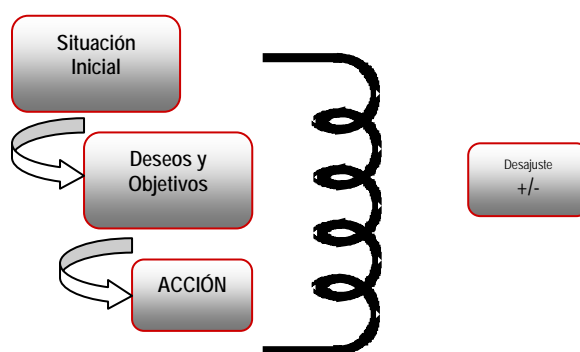 Situación
Inicial
Deseos y
Objetivos
ACCIÓN
Desajuste
+/-